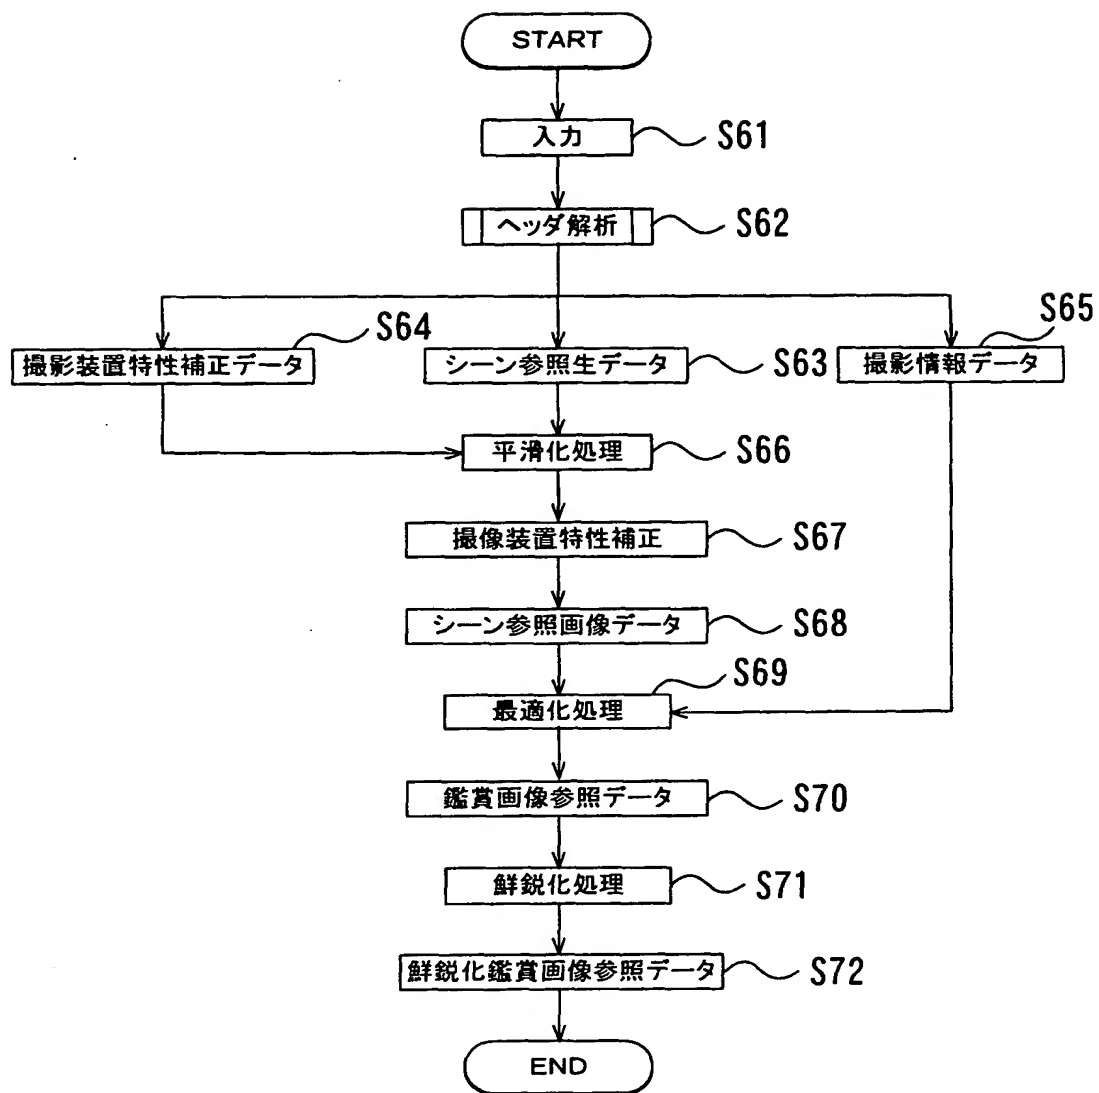 START
入力 S61
ヘッダ解析 S62
S64 S65
撮影装置特性補正データ シーン参照生データ S63 撮影情報データ
平滑化処理 S66
撮像装置特性補正 S67
シーン参照画像データ S68
S69
最適化処理
鑑賞画像参照データ S70
鮮鋭化処理 S71
鮮鋭化鑑賞画像参照データ S72
END